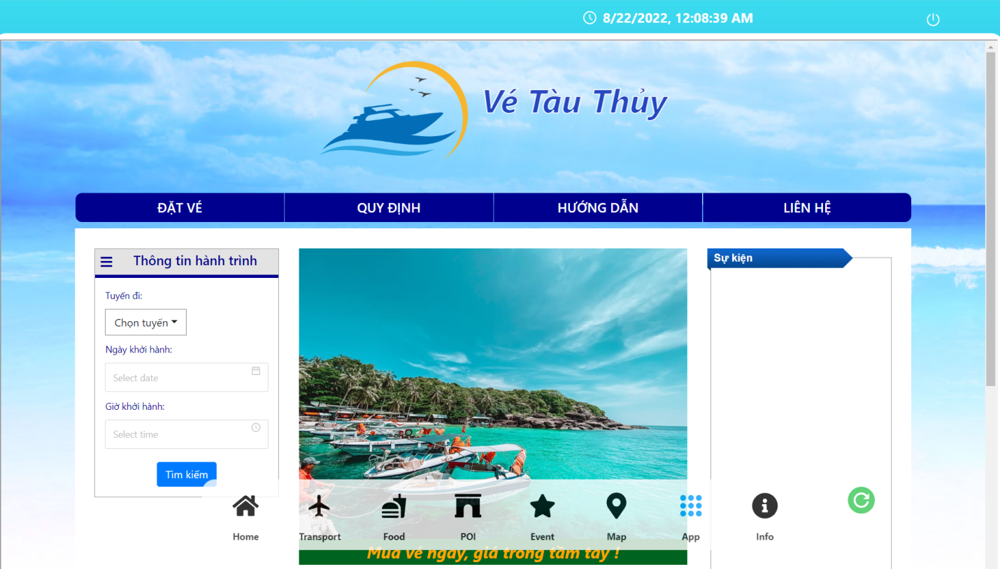 8/22/2022, 12:08:39 AM
Vé Tàu Thủy
ĐẶT VÉ
QUY ĐỊNH
HƯỚNG DẪN
LIÊN HỆ
Thông tin hành trình
Tuyến đi:
Chọn tuyến
Ngày khởi hành:
Select date
Giờ khởi hành:
Select time
Tìm kiếm
Sự kiện
Home
Transport
Food
POI
Event
Map
App
Info
Mua vé ngay, giá trong tầm tay !